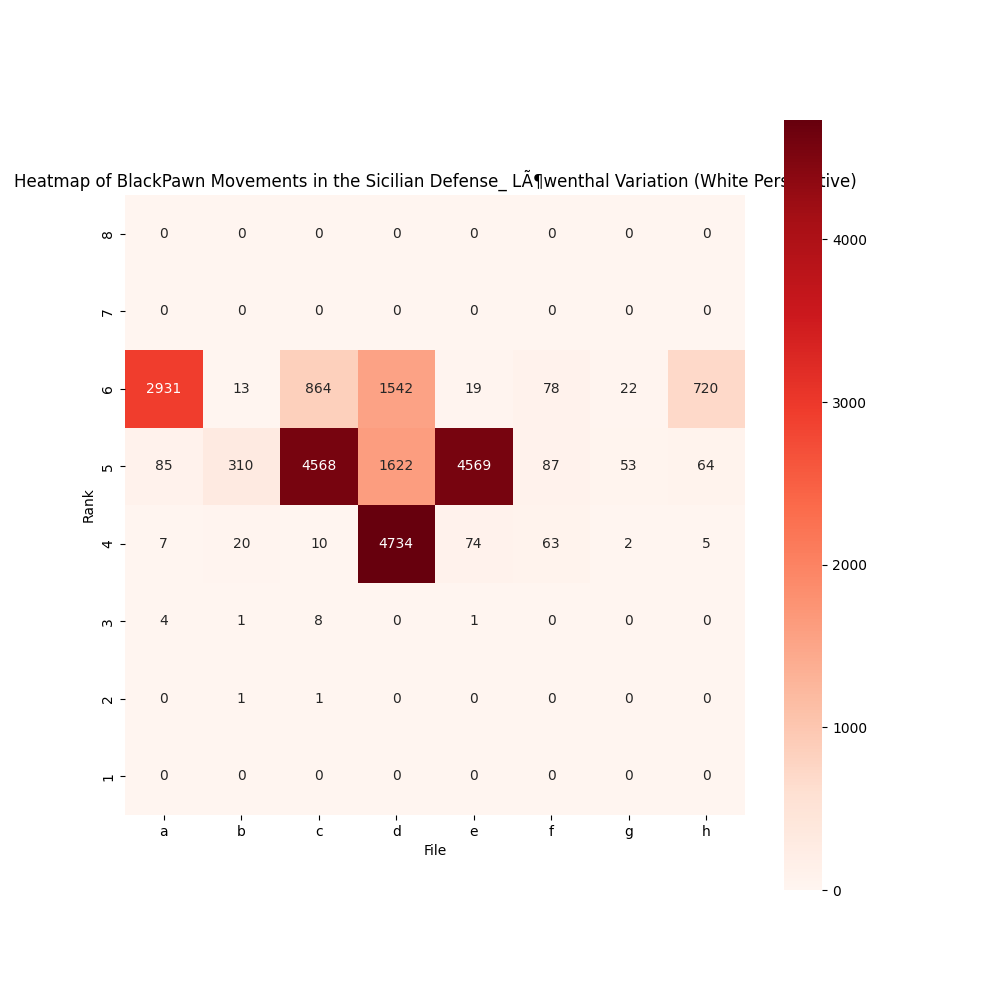 Heatmap of BlackPawn Movements in the Sicilian Defense_ LÃ¶wenthal Variation (White Perspective)
8 0 0 0 0 0 0 0 0
7 0 0 0 0 0 0 0 0
6 2931 13 864 1542 19 78 22 720
5 85 310 4568 1622 4569 87 53 64
4 7 20 10 4734 74 63 2 5
3 4 1 8 0 1 0 0 0
2 0 1 1 0 0 0 0 0
1 0 0 0 0 0 0 0 0
a b c d e f g h
File
Rank
4000
3000
2000
1000
0